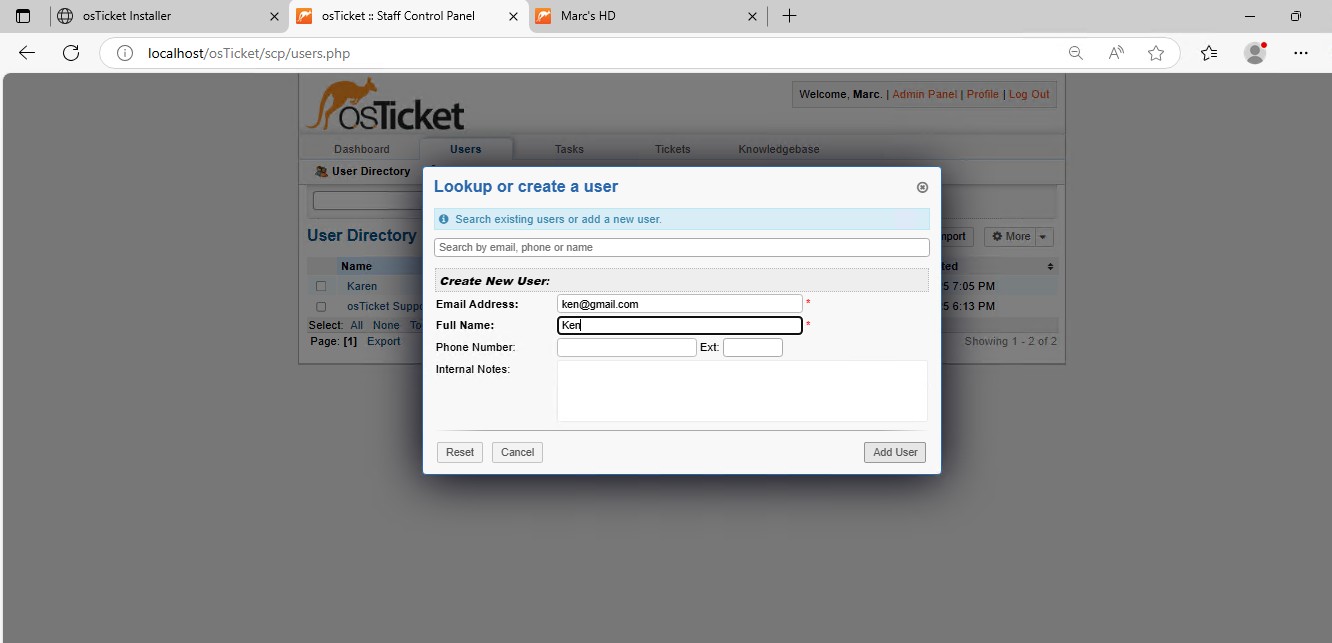 osTicket Installer
osTicket :: Staff Control Panel
Marc's HD
localhost/osTicket/scp/users.php
osTicket
Welcome, Marc. | Admin Panel | Profile | Log Out
Dashboard Users Tasks Tickets Knowledgebase
User Directory
Lookup or create a user
Search existing users or add a new user.
Search by email, phone or name
Create New User:
Email Address: ken@gmail.com *
Full Name: Ken *
Phone Number: Ext:
Internal Notes:
Reset Cancel Add User
User Directory
More
Name
Karen 5 7:05 PM
osTicket 5 6:13 PM
Select: All None
Page: [1] Export Showing 1 - 2 of 2